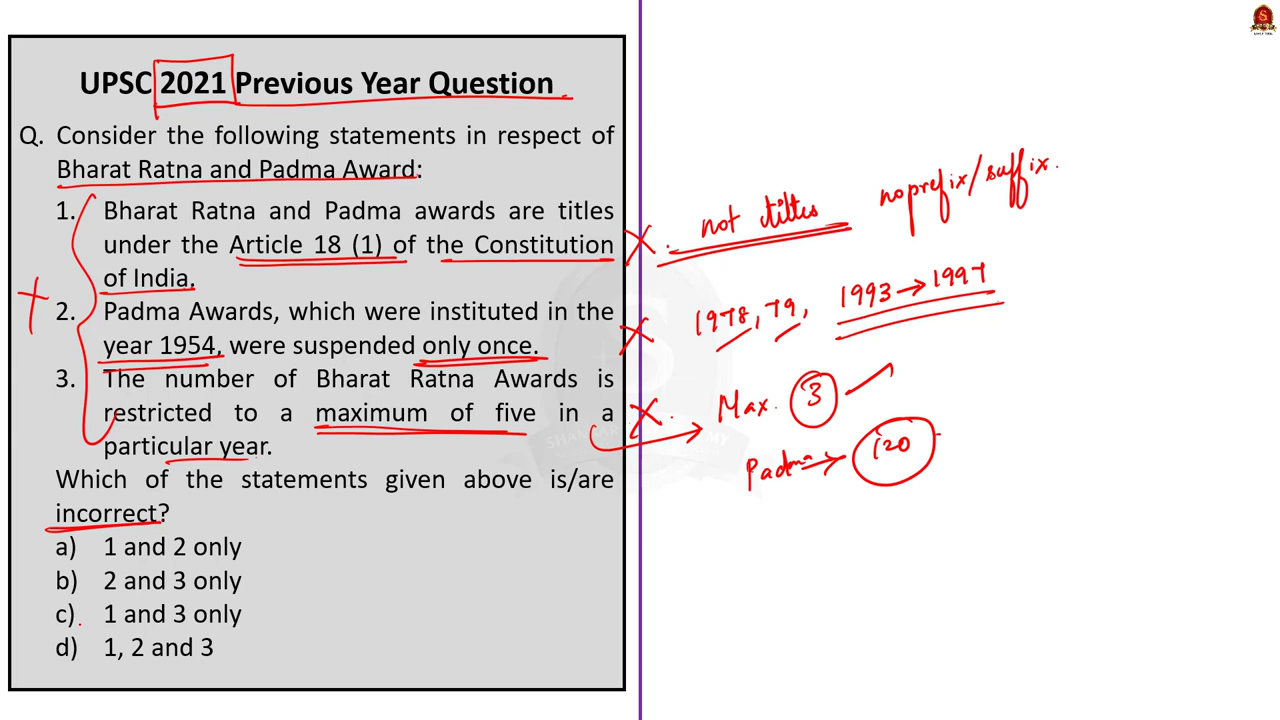 UPSC 2021 Previous Year Question
Q. Consider the following statements in respect of
Bharat Ratna and Padma Award:
1. Bharat Ratna and Padma awards are titles
under the Article 18 (1) of the Constitution
of India.
2. Padma Awards, which were instituted in the
year 1954, were suspended only once.
3. The number of Bharat Ratna Awards is
restricted to a maximum of five in a
particular year.
Which of the statements given above is/are
incorrect?
a) 1 and 2 only
b) 2 and 3 only
c) 1 and 3 only
d) 1, 2 and 3
X. not titles no prefix/suffix.
X 1978, 79, 1993 → 1997
X. Max. 3
Padma → 120